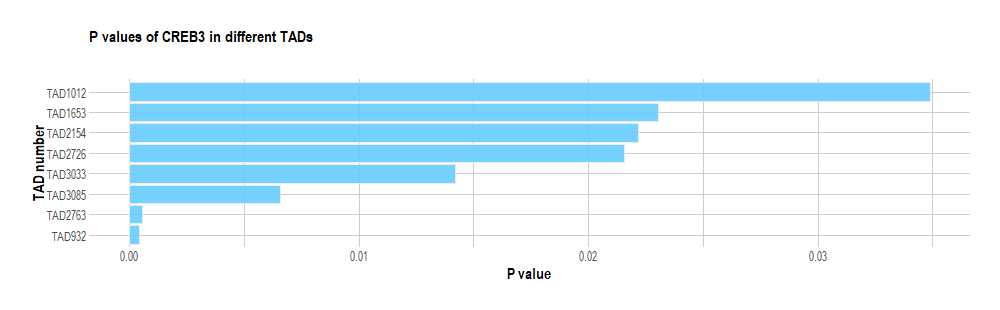 P values of CREB3 in different TADs
TAD number
TAD1012
TAD1653
TAD2154
TAD2726
TAD3033
TAD3085
TAD2763
TAD932
0.00 0.01 0.02 0.03
P value